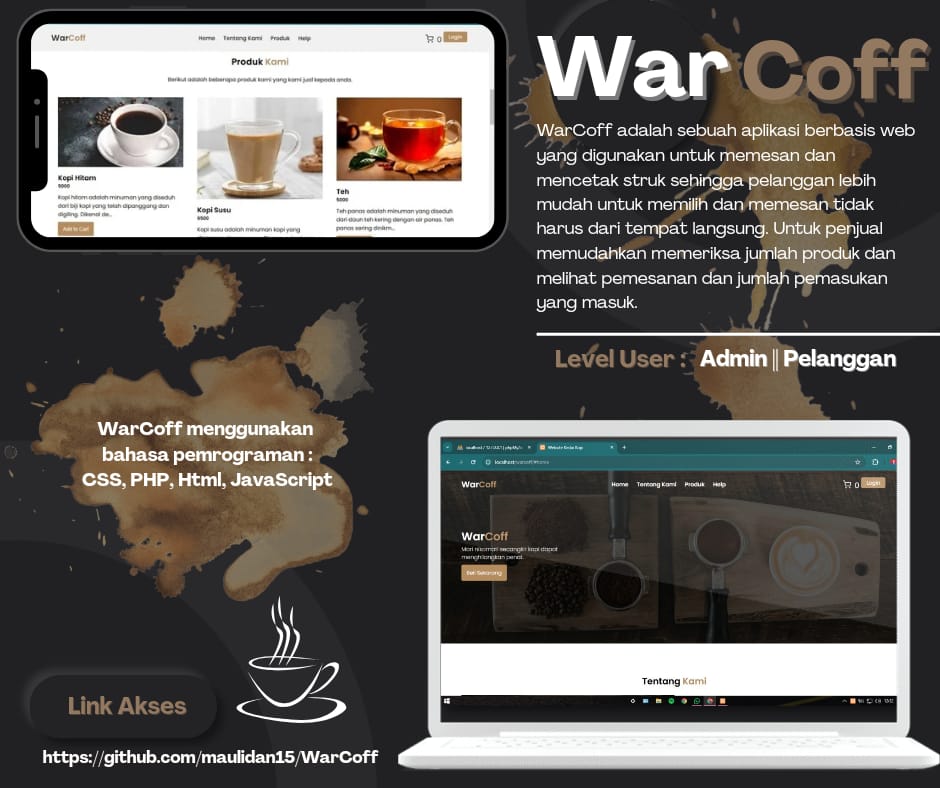 WarCoff
Home Tentang Kami Produk Help
0 Login
Produk Kami
Berikut adalah beberapa produk kami yang kami jual kepada anda.
Kopi Hitam
5000
Kopi hitam adalah minuman yang diseduh
dari biji kopi yang telah dipanggang dan
digiling. Dikenal de...
Add to Cart
Kopi Susu
Kopi susu adalah minuman kopi yang
Teh
5000
Teh panas adalah minuman yang diseduh
dari daun teh kering dengan air panas. Teh
panas sering dinikm...
War Coff
WarCoff adalah sebuah aplikasi berbasis web
yang digunakan untuk memesan dan
mencetak struk sehingga pelanggan lebih
mudah untuk memilih dan memesan tidak
harus dari tempat langsung. Untuk penjual
memudahkan memeriksa jumlah produk dan
melihat pemesanan dan jumlah pemasukan
yang masuk.
Level User : Admin || Pelanggan
WarCoff menggunakan
bahasa pemrograman :
CSS, PHP, Html, JavaScript
WarCoff
Home Tentang Kami Produk Help
0 Login
WarCoff
Mari nikmati secangkir kopi dapat
menghilangkan penat.
Beli Sekarang
Tentang Kami
Link Akses
https://github.com/maulidan15/WarCoff